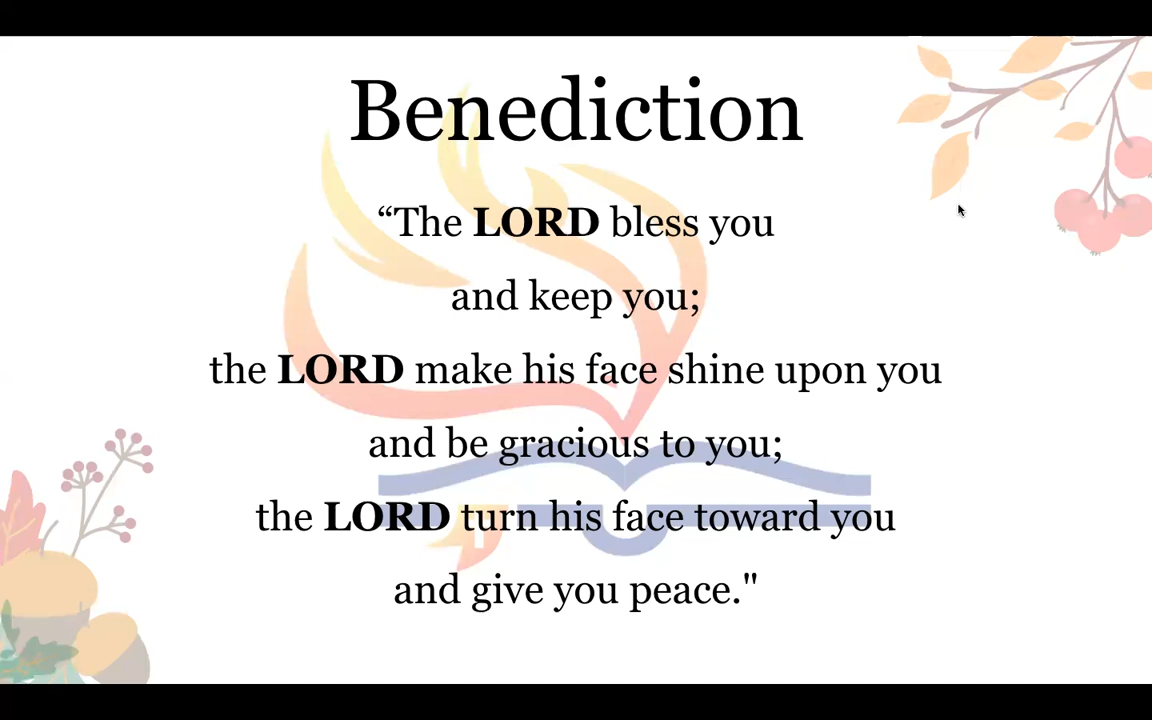 Benediction
“The LORD bless you
and keep you;
the LORD make his face shine upon you
and be gracious to you;
the LORD turn his face toward you
and give you peace."